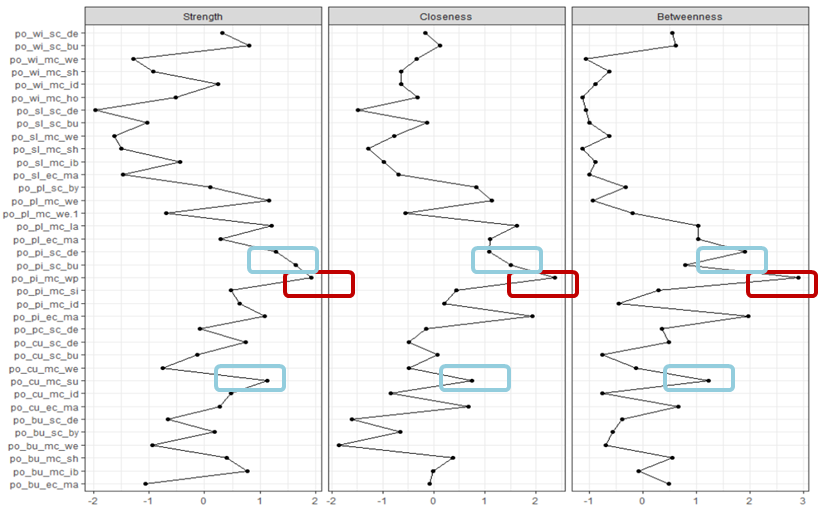 Strength Closeness Betweenness
po_wi_sc_de
po_wi_sc_bu
po_wi_mc_we
po_wi_mc_sh
po_wi_mc_id
po_wi_mc_ho
po_sl_sc_de
po_sl_sc_bu
po_sl_mc_we
po_sl_mc_sh
po_sl_mc_ib
po_sl_ec_ma
po_pl_sc_by
po_pl_mc_we
po_pl_mc_we.1
po_pl_mc_la
po_pl_ec_ma
po_pi_sc_de
po_pi_sc_bu
po_pi_mc_wp
po_pi_mc_si
po_pi_mc_id
po_pi_ec_ma
po_pc_sc_de
po_cu_sc_de
po_cu_sc_bu
po_cu_mc_we
po_cu_mc_su
po_cu_mc_id
po_cu_ec_ma
po_bu_sc_de
po_bu_sc_by
po_bu_mc_we
po_bu_mc_sh
po_bu_mc_ib
po_bu_ec_ma
-2 -1 0 1 2 -2 -1 0 1 2 -1 0 1 2 3